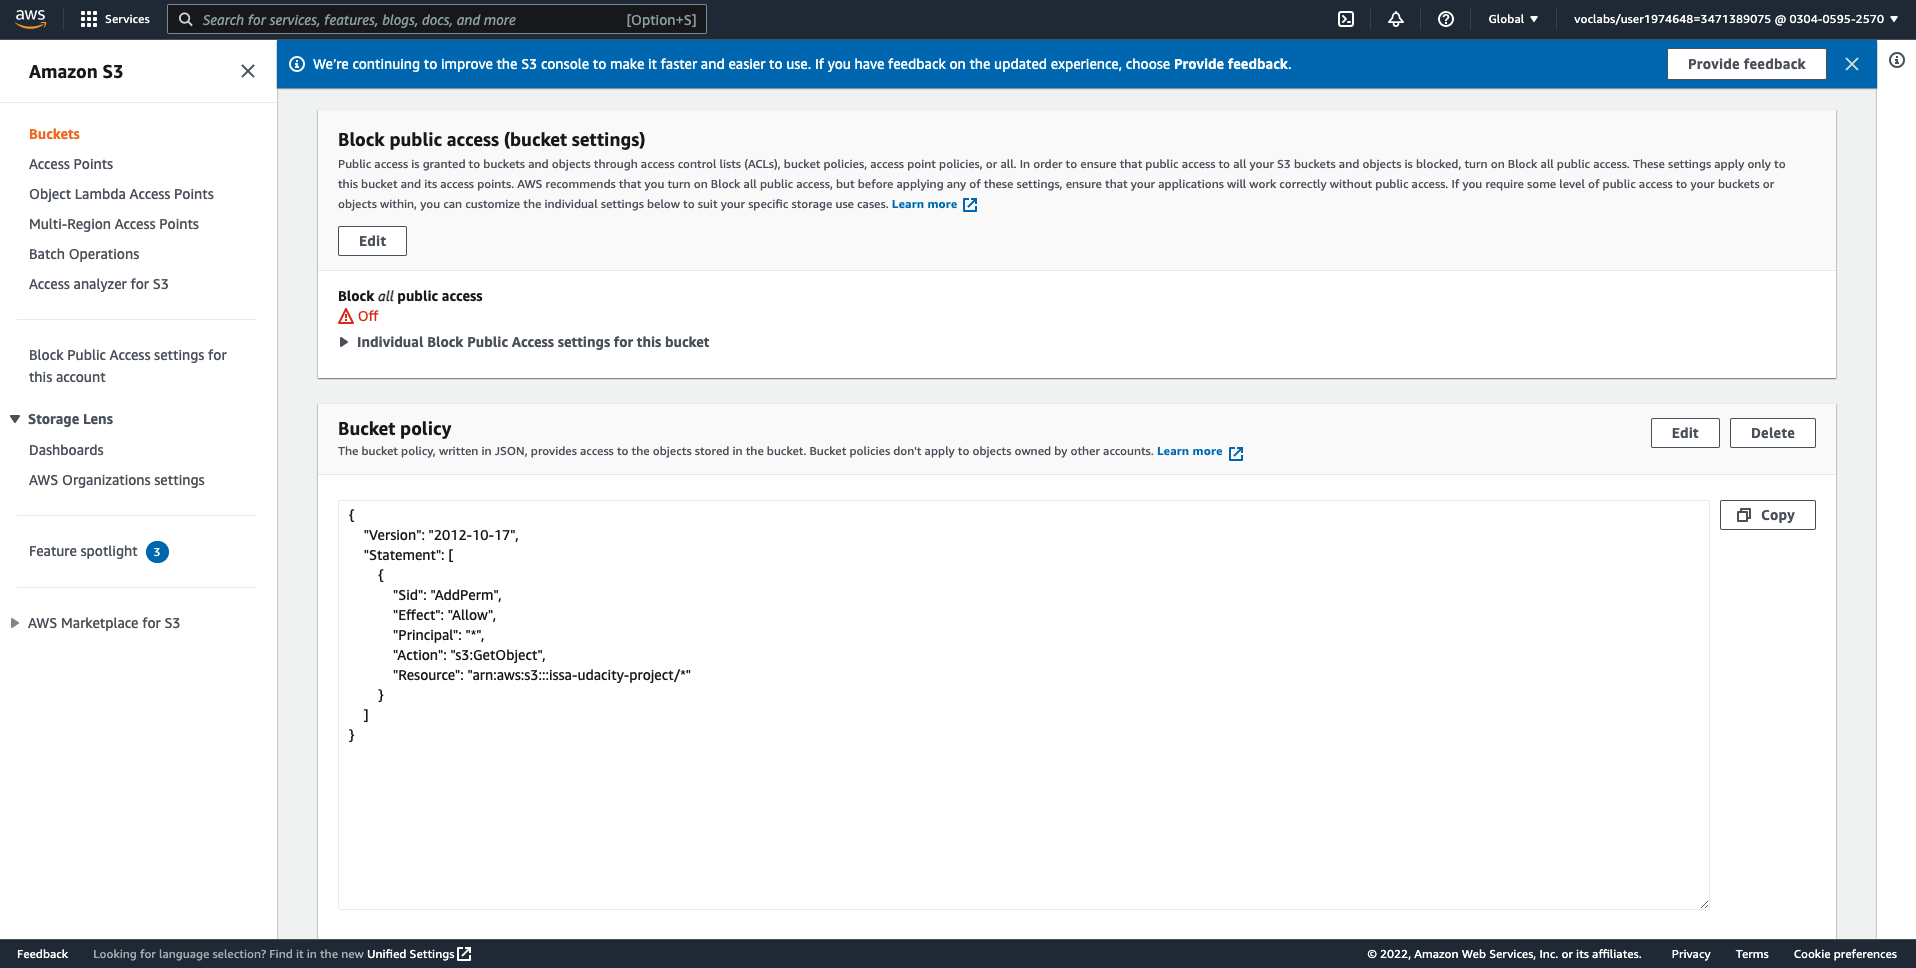 aws
Services
Search for services, features, blogs, docs, and more
[Option+S]
Global
voclabs/user1974648=3471389075 @ 0304-0595-2570
Amazon S3
Buckets
Access Points
Object Lambda Access Points
Multi-Region Access Points
Batch Operations
Access analyzer for S3
Block Public Access settings for
this account
Storage Lens
Dashboards
AWS Organizations settings
Feature spotlight 3
AWS Marketplace for S3
We're continuing to improve the S3 console to make it faster and easier to use. If you have feedback on the updated experience, choose Provide feedback.
Provide feedback
Block public access (bucket settings)
Public access is granted to buckets and objects through access control lists (ACLs), bucket policies, access point policies, or all. In order to ensure that public access to all your S3 buckets and objects is blocked, turn on Block all public access. These settings apply only to
this bucket and its access points. AWS recommends that you turn on Block all public access, but before applying any of these settings, ensure that your applications will work correctly without public access. If you require some level of public access to your buckets or
objects within, you can customize the individual settings below to suit your specific storage use cases. Learn more
Edit
Block all public access
Off
Individual Block Public Access settings for this bucket
Bucket policy
The bucket policy, written in JSON, provides access to the objects stored in the bucket. Bucket policies don't apply to objects owned by other accounts. Learn more
Edit
Delete
Copy
{
"Version": "2012-10-17",
"Statement": [
{
"Sid": "AddPerm",
"Effect": "Allow",
"Principal": "*",
"Action": "s3:GetObject",
"Resource": "arn:aws:s3:::issa-udacity-project/*"
}
]
}
Feedback
Looking for language selection? Find it in the new Unified Settings
© 2022, Amazon Web Services, Inc. or its affiliates.
Privacy
Terms
Cookie preferences